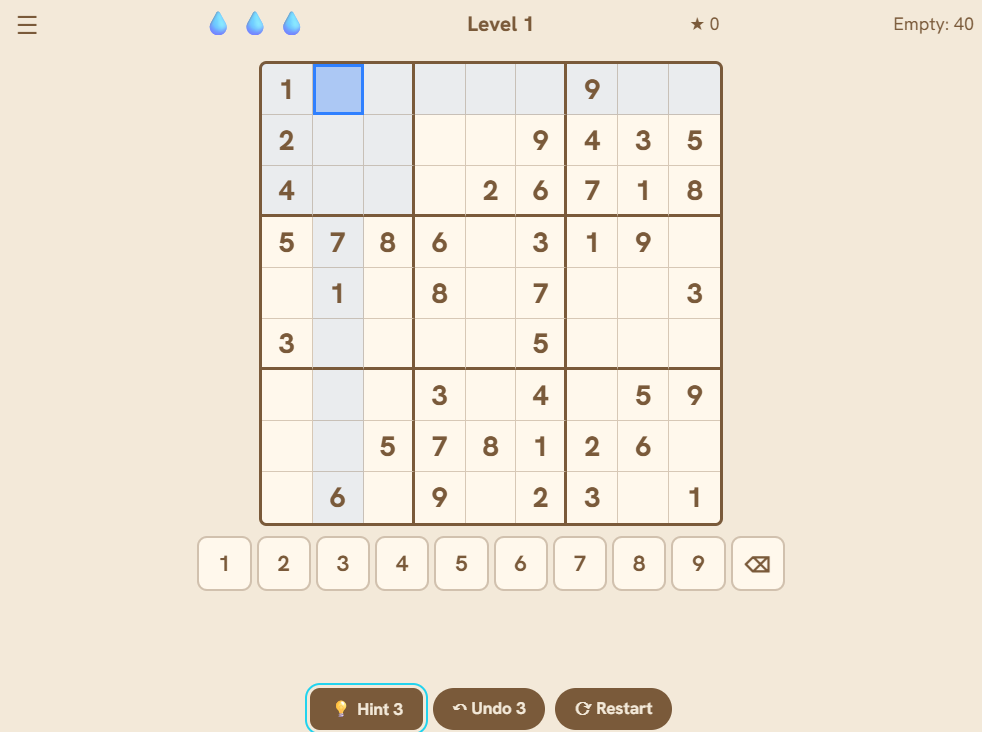 Level 1
★ 0
Empty: 40
1 9
2 9 4 3 5
4 2 6 7 1 8
5 7 8 6 3 1 9
1 8 7 3
3 5
3 4 5 9
5 7 8 1 2 6
6 9 2 3 1
1 2 3 4 5 6 7 8 9
Hint 3
Undo 3
Restart